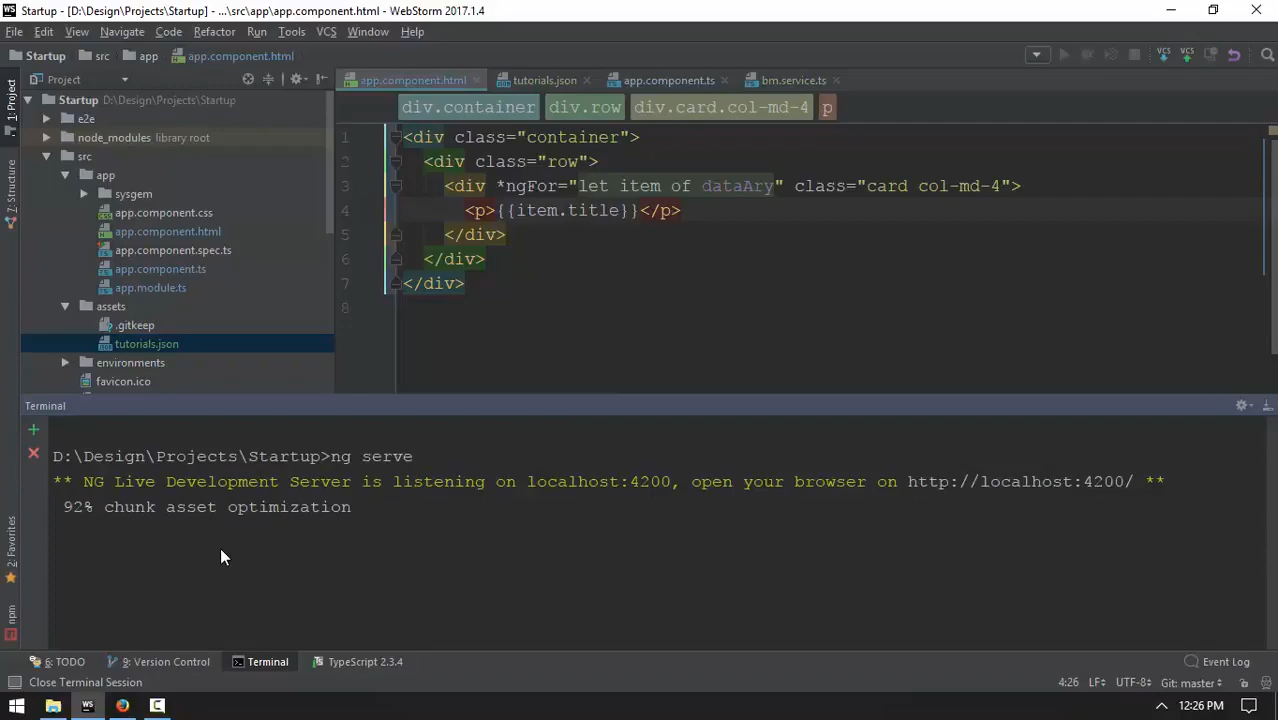 Startup - [D:\Design\Projects\Startup] - ...\src\app\app.component.html - WebStorm 2017.1.4
File Edit View Navigate Code Refactor Run Tools VCS Window Help
Startup src app app.component.html
Project
app.component.html tutorials.json app.component.ts bm.service.ts
Startup D:\Design\Projects\Startup
e2e
node_modules library root
src
app
sysgem
app.component.css
app.component.html
app.component.spec.ts
app.component.ts
app.module.ts
assets
.gitkeep
tutorials.json
environments
favicon.ico
div.container div.row div.card.col-md-4 p
1 <div class="container">
2 <div class="row">
3 <div *ngFor="let item of dataAry" class="card col-md-4">
4 <p>{{item.title}}</p>
5 </div>
6 </div>
7 </div>
8
1: Project
7: Structure
2: Favorites
npm
Terminal
D:\Design\Projects\Startup>ng serve
** NG Live Development Server is listening on localhost:4200, open your browser on http://localhost:4200/ **
92% chunk asset optimization
6: TODO 9: Version Control Terminal TypeScript 2.3.4 Event Log
Close Terminal Session 4:26 LF UTF-8 Git: master
WS 12:26 PM